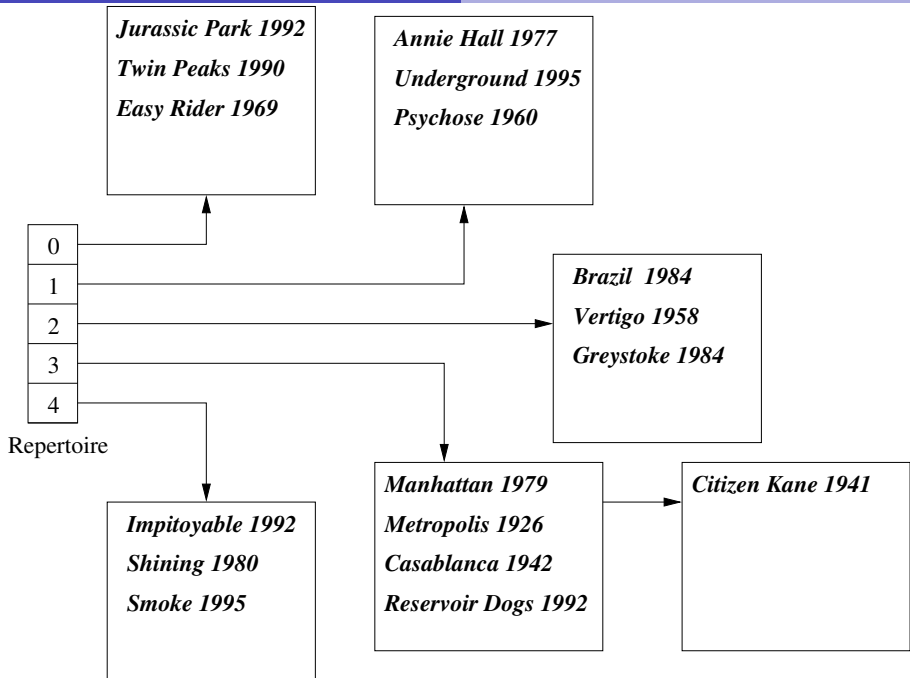 Jurassic Park 1992
Twin Peaks 1990
Easy Rider 1969
Annie Hall 1977
Underground 1995
Psychose 1960
0
1
2
3
4
Repertoire
Brazil 1984
Vertigo 1958
Greystoke 1984
Impitoyable 1992
Shining 1980
Smoke 1995
Manhattan 1979
Metropolis 1926
Casablanca 1942
Reservoir Dogs 1992
Citizen Kane 1941